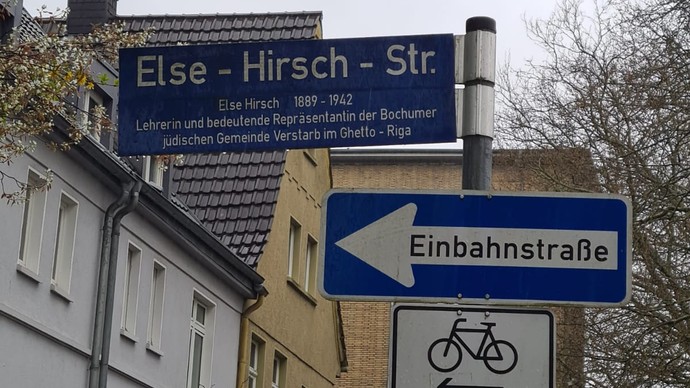 Else - Hirsch - Str.
Else Hirsch 1889 - 1942
Lehrerin und bedeutende Repräsentantin der Bochumer
jüdischen Gemeinde Verstarb im Ghetto - Riga
Einbahnstraße